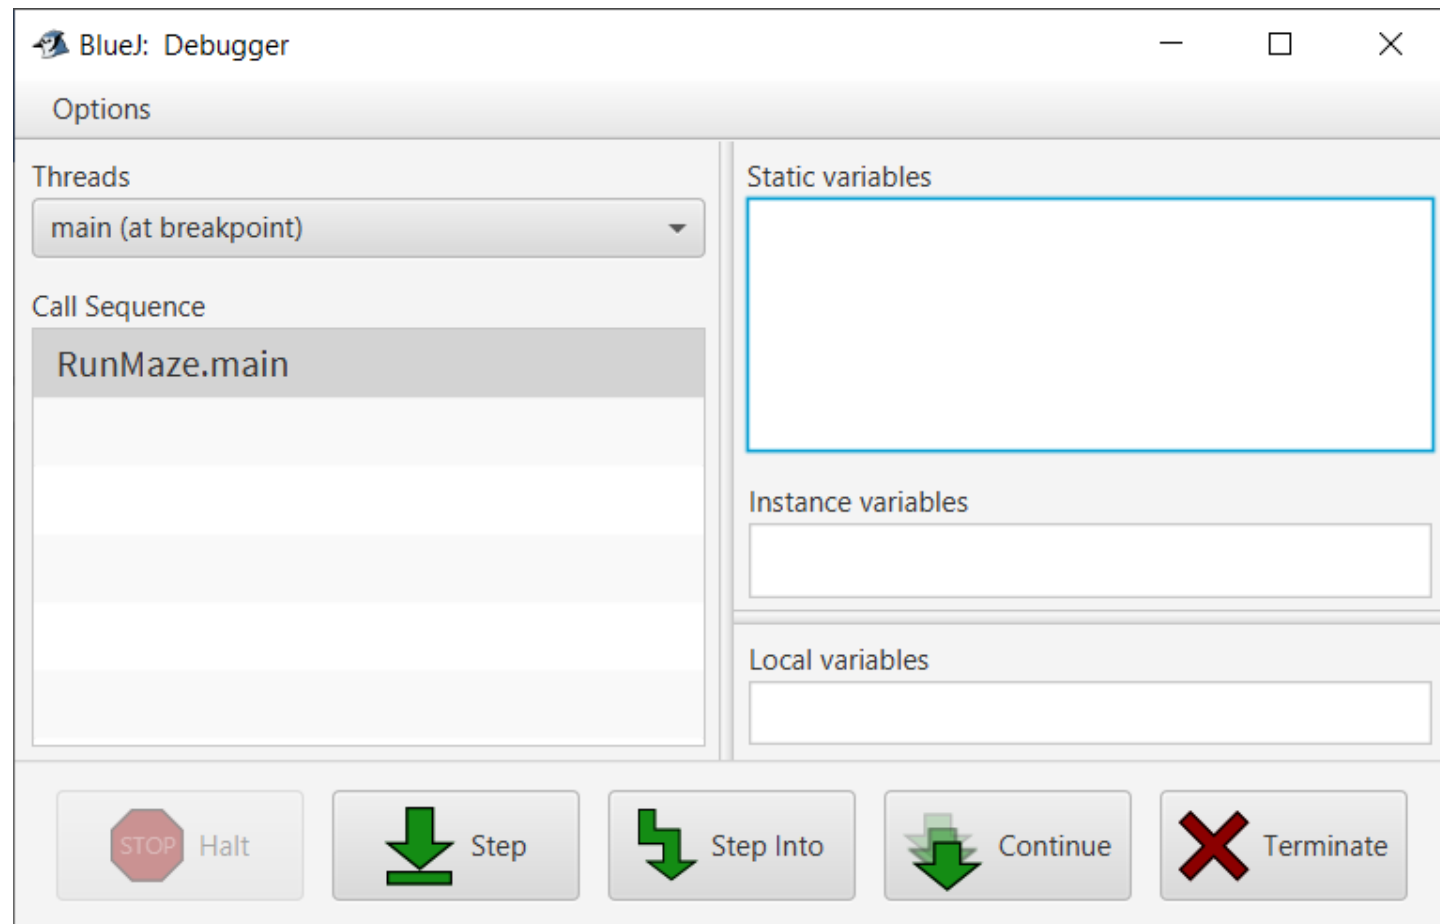 BlueJ: Debugger
Options
Threads
main (at breakpoint)
Call Sequence
RunMaze.main
Static variables
Instance variables
Local variables
STOP Halt
Step
Step Into
Continue
Terminate